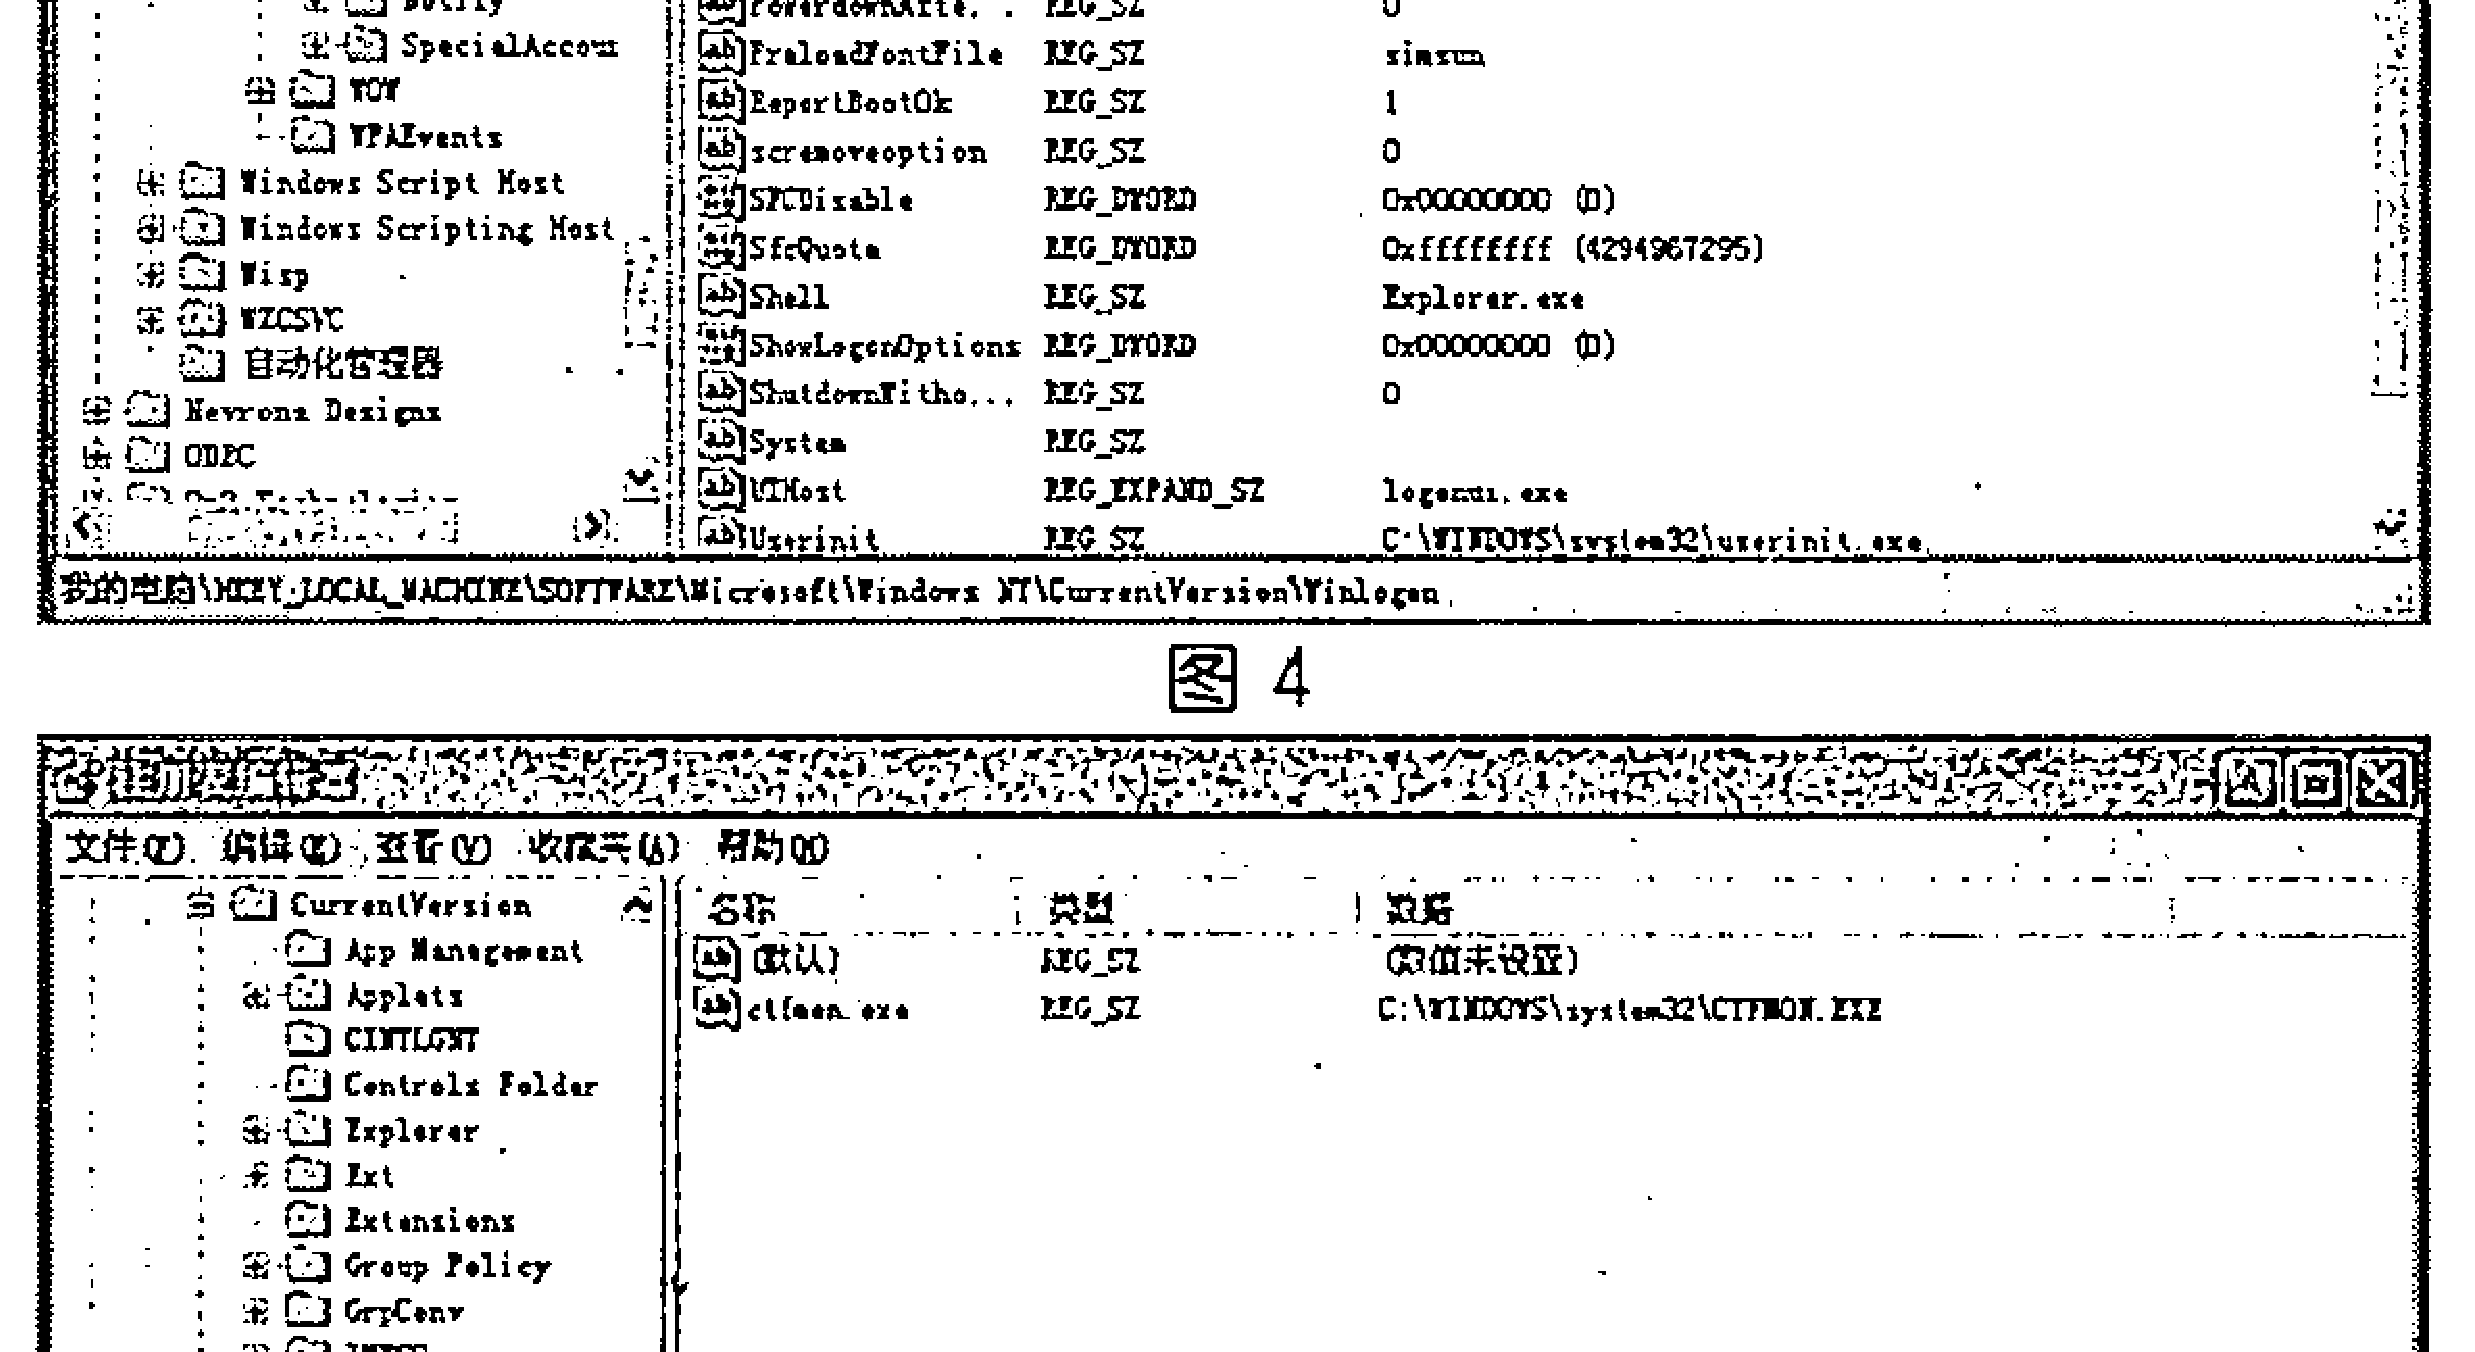 SpecialAccoun
WOW
WPAEvents
Windows Script Host
Windows Scripting Host
Wisp
WZCSVC
自动化管理器
Nevrona Designs
ODBC
PowerdownAfte... REG_SZ 0
PreloadFontFile REG_SZ simsun
ReportBootOk REG_SZ 1
scremoveoption REG_SZ 0
SFCDisable REG_DWORD 0x00000000 (0)
SfcQuota REG_DWORD 0xffffffff (4294967295)
Shell REG_SZ Explorer.exe
ShowLogonOptions REG_DWORD 0x00000000 (0)
ShutdownWitho... REG_SZ 0
System REG_SZ
UIHost REG_EXPAND_SZ logonui.exe
Userinit REG_SZ C:\WINDOWS\system32\userinit.exe
我的电脑\HKEY_LOCAL_MACHINE\SOFTWARE\Microsoft\Windows NT\CurrentVersion\Winlogon
图 4
文件(F) 编辑(E) 查看(V) 收藏夹(A) 帮助(H)
CurrentVersion
App Management
Applets
CINTLGNT
Controls Folder
Explorer
Ext
Extensions
Group Policy
GrpConv
名称 类型 数据
(默认) REG_SZ (数值未设置)
ctfmon.exe REG_SZ C:\WINDOWS\system32\CTFMON.EXE